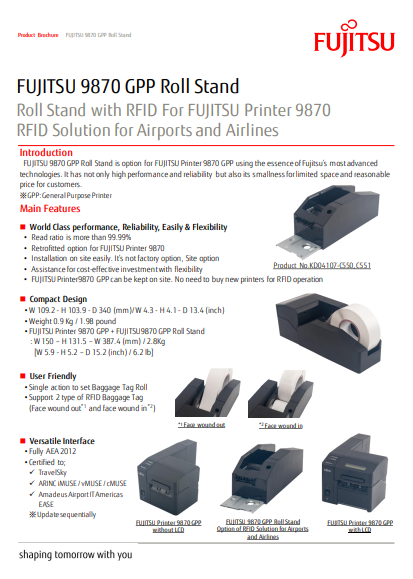 Product Brochure FUJITSU 9870 GPP Roll Stand
FUJITSU
FUJITSU 9870 GPP Roll Stand
Roll Stand with RFID For FUJITSU Printer 9870
RFID Solution for Airports and Airlines
Introduction
FUJITSU 9870 GPP Roll Stand is option for FUJITSU Printer 9870 GPP using the essence of Fujitsu's most advanced
technologies. It has not only high performance and reliability but also its smallness for limited space and reasonable
price for customers.
※GPP: General Purpose Printer
Main Features
■ World Class performance, Reliability, Easily & Flexibility
• Read ratio is more than 99.99%
• Retrofitted option for FUJITSU Printer 9870
• Installation on site easily. It's not factory option, Site option
• Assistance for cost-effective investment with flexibility
• FUJITSU Printer9870 GPP can be kept on site. No need to buy new printers for RFID operation
Product No.KD04107-C550, C551
■ Compact Design
• W 109.2 - H 103.9 - D 340 (mm)/W 4.3 - H 4.1 - D 13.4 (inch)
• Weight 0.9 Kg / 1.98 pound
• FUJITSU Printer 9870 GPP + FUJITSU9870 GPP Roll Stand
: W 150 – H 131.5 – W 387.4 (mm) / 2.8Kg
(W 5.9 - H 5.2 – D 15.2 (inch) / 6.2 lb)
■ User Friendly
• Single action to set Baggage Tag Roll
• Support 2 type of RFID Baggage Tag
(Face wound out*1 and face wound in*2)
*1 Face wound out
*2 Face wound in
■ Versatile Interface
• Fully AEA 2012
• Certified to;
✓ TravelSky
✓ ARINC iMUSE / vMUSE / cMUSE
✓ Amadeus Airport IT Americas
EASE
※Update sequentially
FUJITSU Printer 9870 GPP
without LCD
FUJITSU 9870 GPP Roll Stand
Option of RFID Solution for Airports
and Airlines
FUJITSU Printer 9870 GPP
with LCD
shaping tomorrow with you